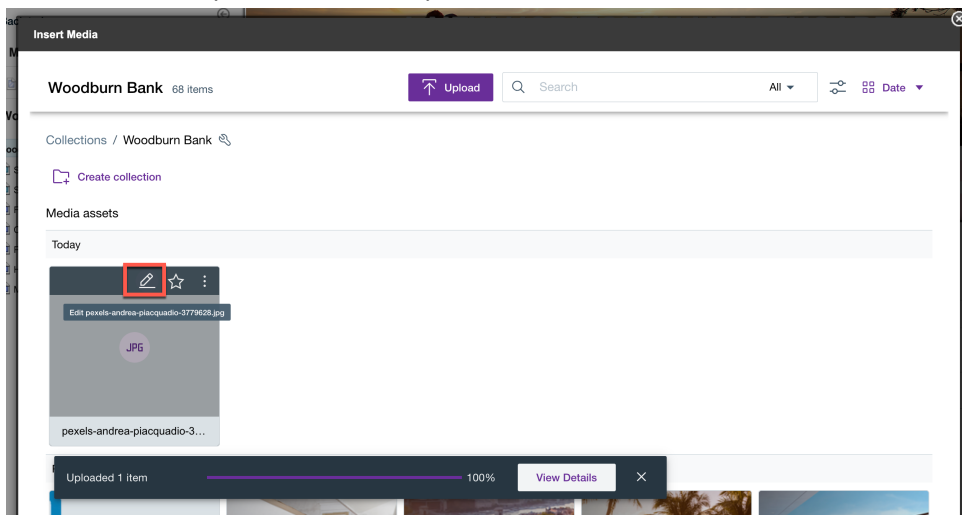 Insert Media
Woodburn Bank 68 items
Upload
Search
All
Date
Collections / Woodburn Bank
Create collection
Media assets
Today
Edit pexels-andrea-piacquadio-3779628.jpg
JPG
pexels-andrea-piacquadio-3...
Uploaded 1 item
100%
View Details